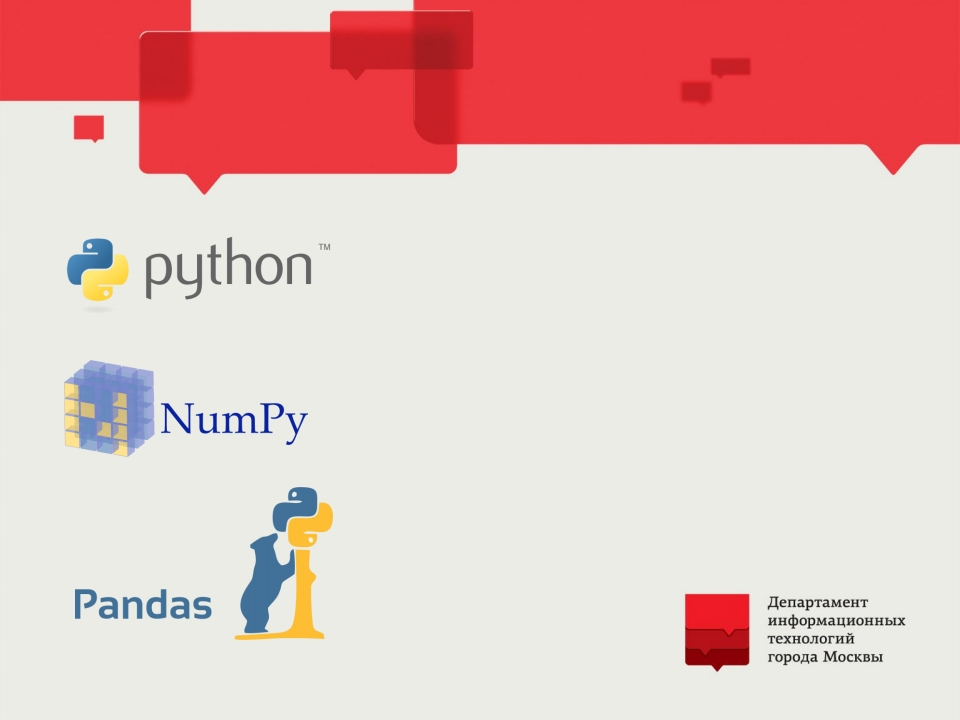 python™
NumPy
Pandas
Департамент
информационных
технологий
города Москвы